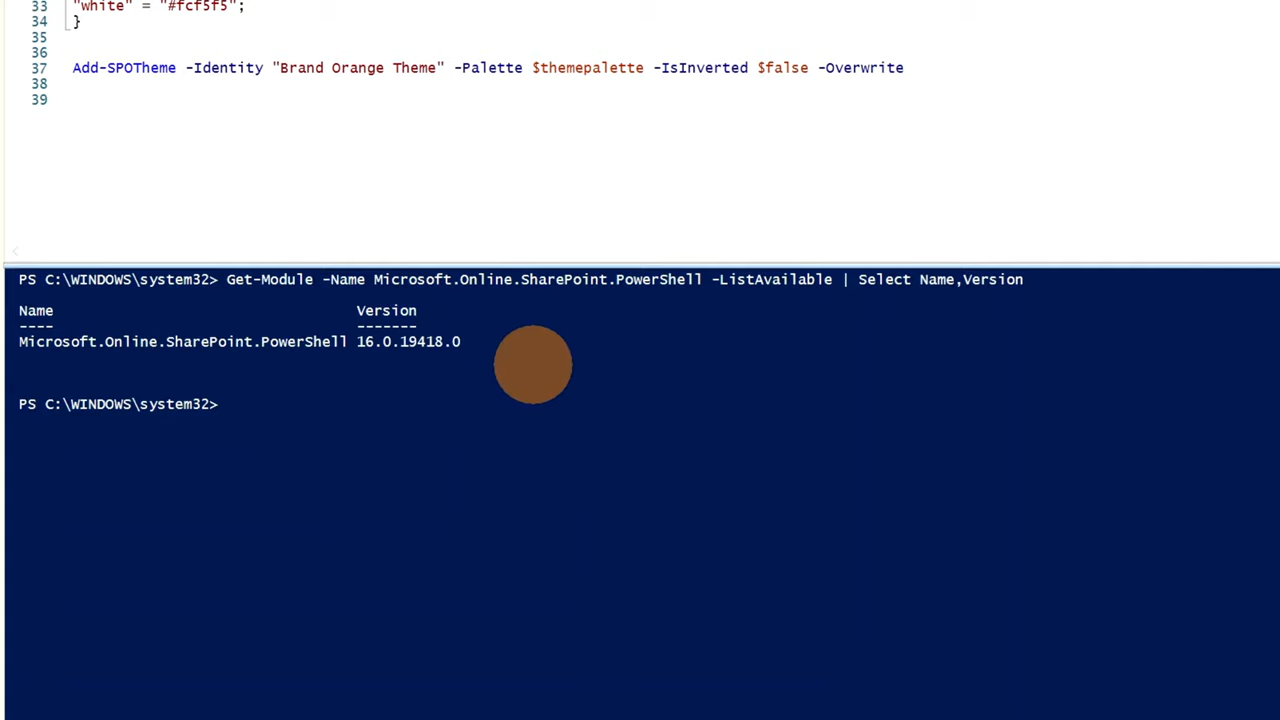 33 "white" = "#fcf5f5";
34 }
35
36
37 Add-SPOTheme -Identity "Brand Orange Theme" -Palette $themepalette -IsInverted $false -Overwrite
38
39
PS C:\WINDOWS\system32> Get-Module -Name Microsoft.Online.SharePoint.PowerShell -ListAvailable | Select Name,Version
Name Version
---- -------
Microsoft.Online.SharePoint.PowerShell 16.0.19418.0
PS C:\WINDOWS\system32>